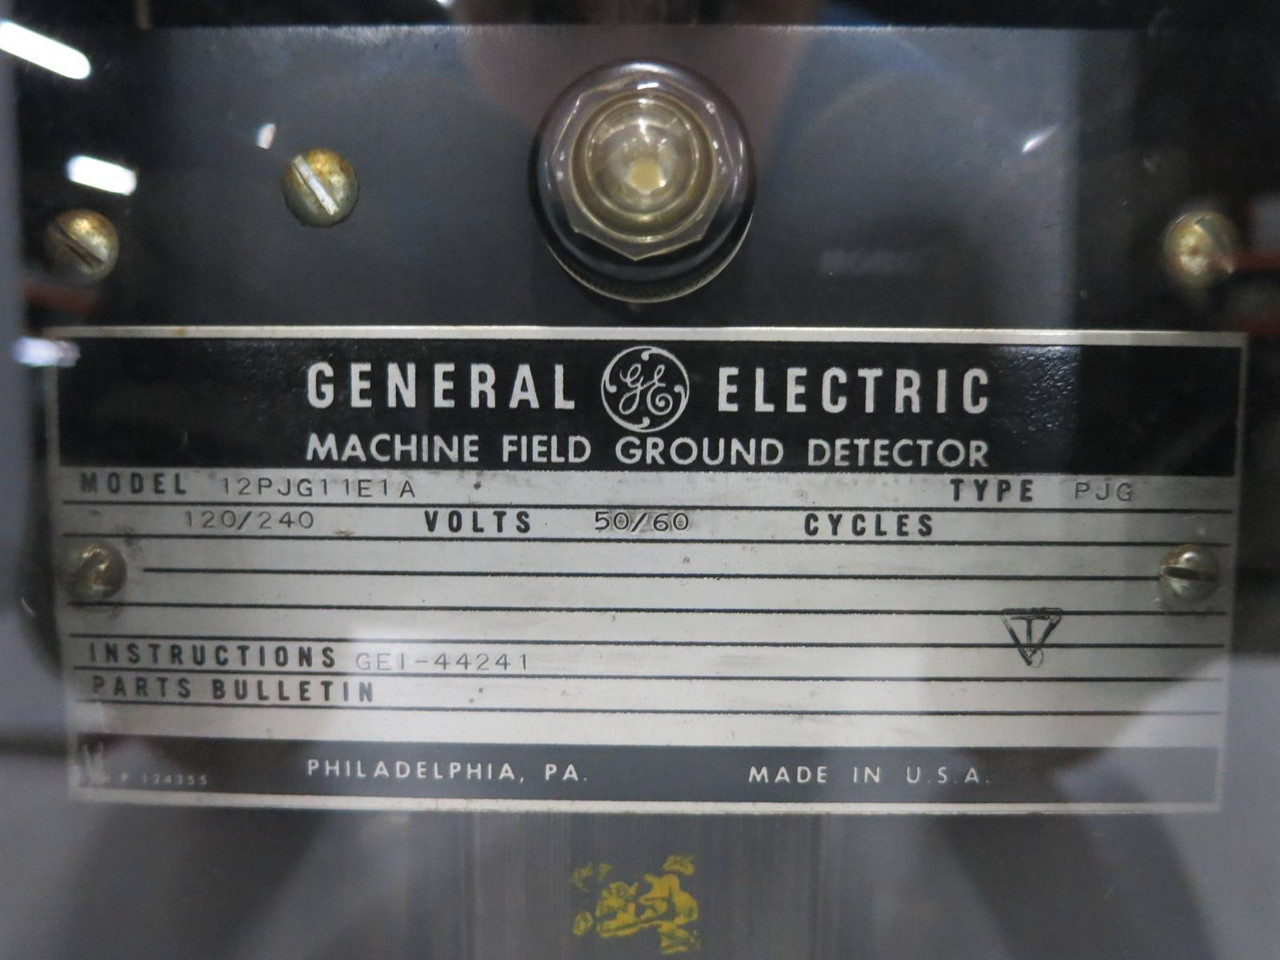 GENERAL GE ELECTRIC
MACHINE FIELD GROUND DETECTOR
MODEL 12PJG11E1A TYPE PJG
120/240 VOLTS 50/60 CYCLES
INSTRUCTIONS GEI-44241
PARTS BULLETIN
PHILADELPHIA, PA. MADE IN U.S.A.